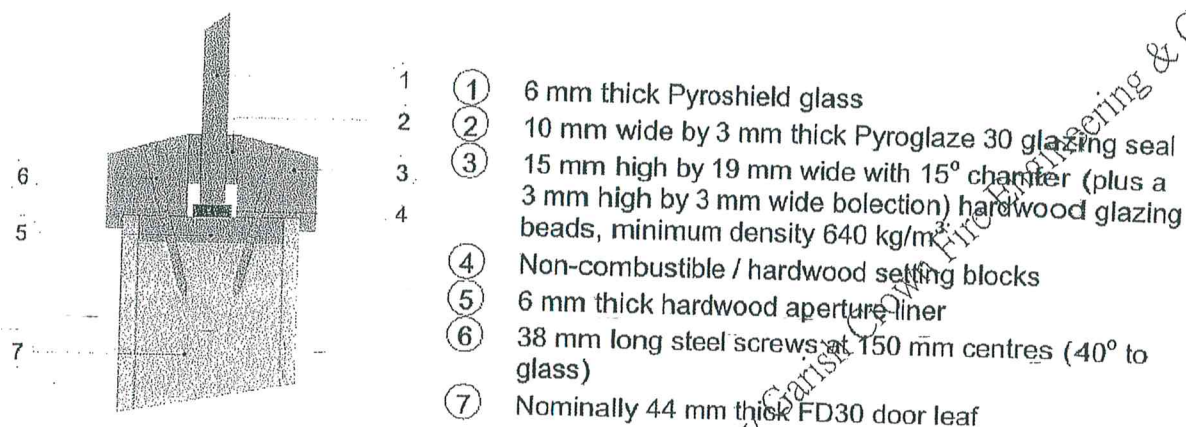 1
2
3
4
5
6
7
① 6 mm thick Pyroshield glass
② 10 mm wide by 3 mm thick Pyroglaze 30 glazing seal
③ 15 mm high by 19 mm wide with 15° chamfer (plus a
3 mm high by 3 mm wide bolection) hardwood glazing
beads, minimum density 640 kg/m³
④ Non-combustible / hardwood setting blocks
⑤ 6 mm thick hardwood aperture liner
⑥ 38 mm long steel screws at 150 mm centres (40° to
glass)
⑦ Nominally 44 mm thick FD30 door leaf
Garish Crown Fire Engineering &